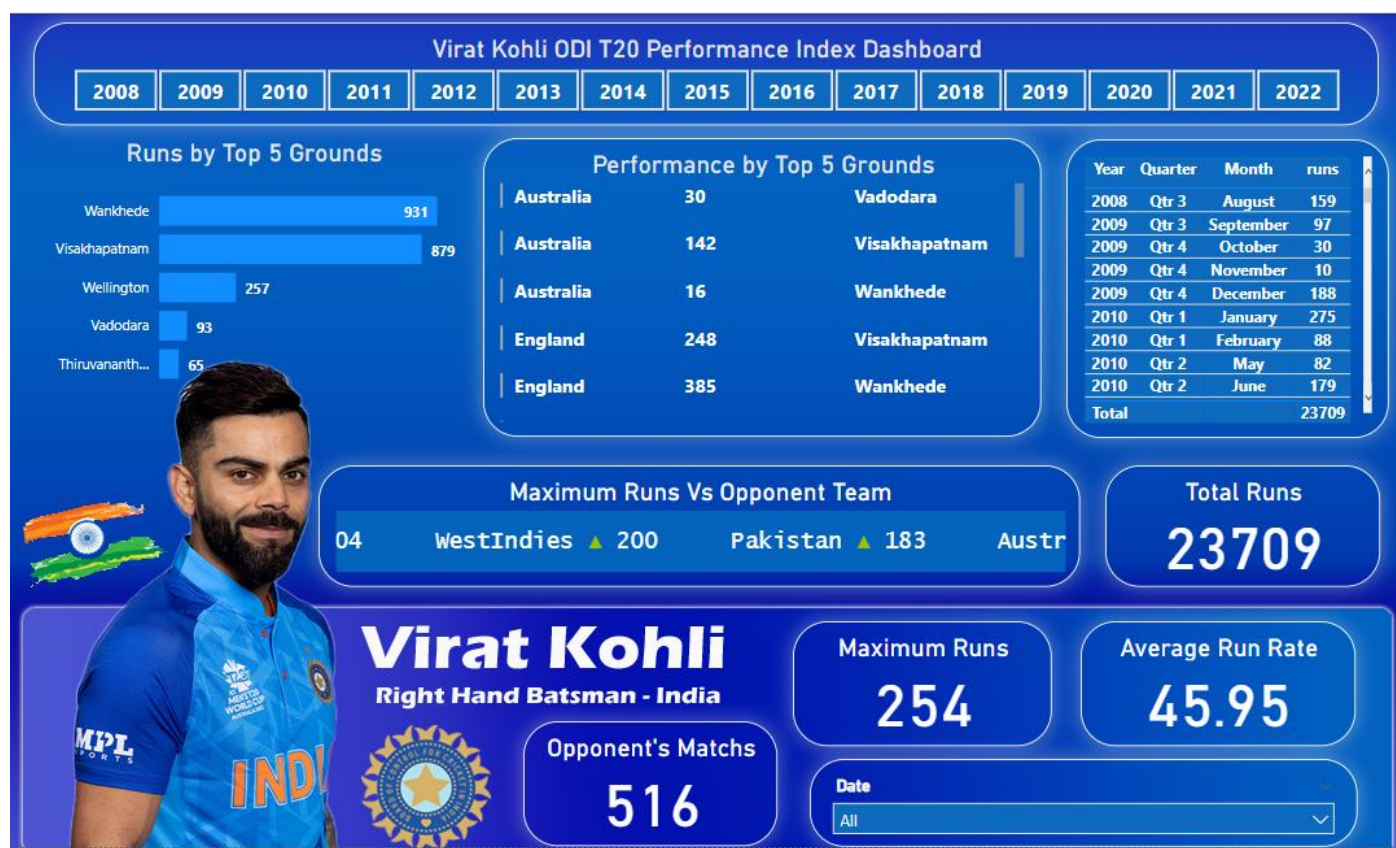 Virat Kohli ODI T20 Performance Index Dashboard
2008 2009 2010 2011 2012 2013 2014 2015 2016 2017 2018 2019 2020 2021 2022
Runs by Top 5 Grounds
Wankhede 931
Visakhapatnam 879
Wellington 257
Vadodara 93
Thiruvananth... 65
Performance by Top 5 Grounds
Australia 30 Vadodara
Australia 142 Visakhapatnam
Australia 16 Wankhede
England 248 Visakhapatnam
England 385 Wankhede
Year Quarter Month runs
2008 Qtr 3 August 159
2009 Qtr 3 September 97
2009 Qtr 4 October 30
2009 Qtr 4 November 10
2009 Qtr 4 December 188
2010 Qtr 1 January 275
2010 Qtr 1 February 88
2010 Qtr 2 May 82
2010 Qtr 2 June 179
Total 23709
Maximum Runs Vs Opponent Team
04 WestIndies ▲ 200 Pakistan ▲ 183 Austr
Total Runs
23709
Virat Kohli
Right Hand Batsman - India
Opponent's Matchs
516
Maximum Runs
254
Average Run Rate
45.95
Date
All
MPL
SPORTS
MEN'S T20
WORLD CUP
INDI